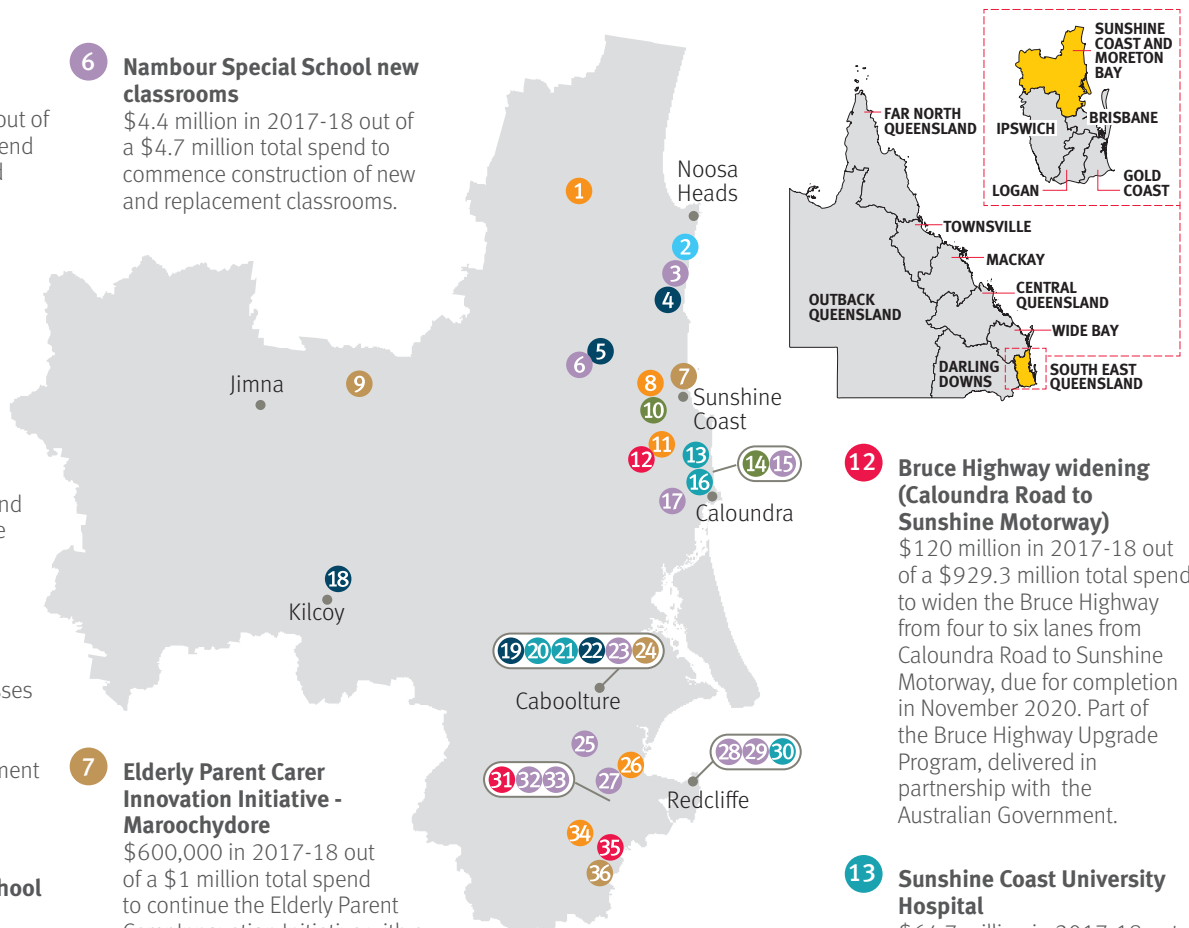 out of
end
nd
e
sses
ment
hool
6
Nambour Special School new
classrooms
$4.4 million in 2017-18 out of
a $4.7 million total spend to
commence construction of new
and replacement classrooms.
7
Elderly Parent Carer
Innovation Initiative -
Maroochydore
$600,000 in 2017-18 out
of a $1 million total spend
to continue the Elderly Parent
1
Noosa
Heads
2
3
4
5
6
Jimna
9
8
7
Sunshine
Coast
10
11
12
13
14 15
16
17
Caloundra
18
Kilcoy
19 20 21 22 23 24
Caboolture
25
26
27
28 29 30
31 32 33
Redcliffe
34
35
36
SUNSHINE
COAST AND
MORETON
BAY
BRISBANE
IPSWICH
LOGAN
GOLD
COAST
FAR NORTH
QUEENSLAND
TOWNSVILLE
MACKAY
CENTRAL
QUEENSLAND
OUTBACK
QUEENSLAND
WIDE BAY
DARLING
DOWNS
SOUTH EAST
QUEENSLAND
12
Bruce Highway widening
(Caloundra Road to
Sunshine Motorway)
$120 million in 2017-18 out
of a $929.3 million total spend
to widen the Bruce Highway
from four to six lanes from
Caloundra Road to Sunshine
Motorway, due for completion
in November 2020. Part of
the Bruce Highway Upgrade
Program, delivered in
partnership with the
Australian Government.
13
Sunshine Coast University
Hospital